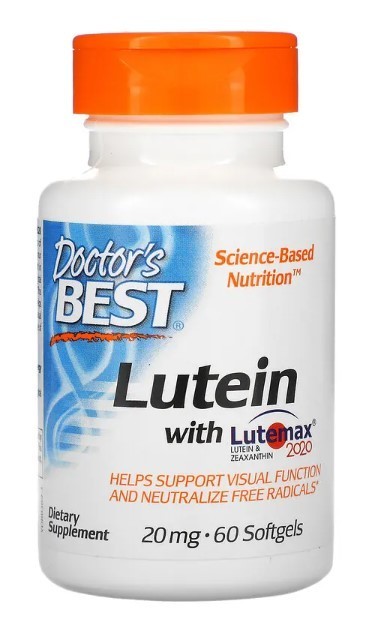 Doctor's
BEST®
Science-Based
Nutrition™
Lutein
with Lutemax®
2020
LUTEIN &
ZEAXANTHIN
HELPS SUPPORT VISUAL FUNCTION
AND NEUTRALIZE FREE RADICALS*
Dietary
Supplement
20 mg • 60 Softgels